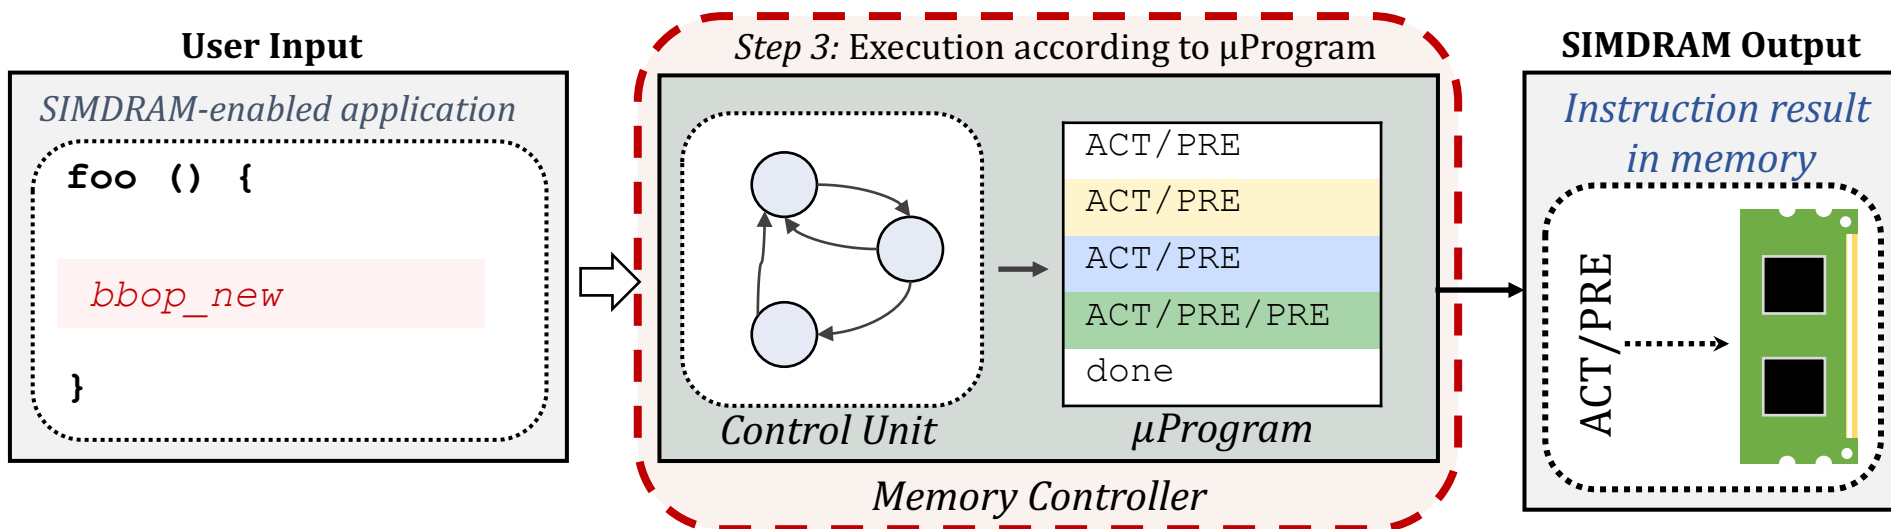 User Input
SIMDRAM-enabled application
foo () {
bbop_new
}
Step 3: Execution according to μProgram
Control Unit
ACT/PRE
ACT/PRE
ACT/PRE
ACT/PRE/PRE
done
μProgram
Memory Controller
SIMDRAM Output
Instruction result
in memory
ACT/PRE